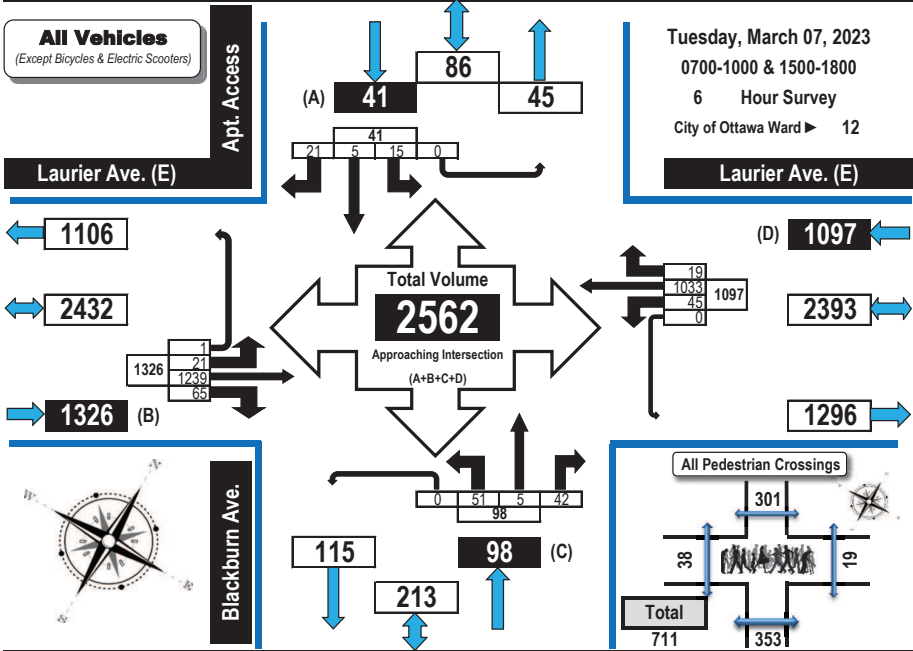 All Vehicles
(Except Bicycles & Electric Scooters)
Apt. Access
Laurier Ave. (E)
(A)
41
86
45
41
21 5 15 0
Tuesday, March 07, 2023
0700-1000 & 1500-1800
6 Hour Survey
City of Ottawa Ward ► 12
Laurier Ave. (E)
1106
2432
1326
1
21
1239
65
1326
(B)
Total Volume
2562
Approaching Intersection
(A+B+C+D)
19
1033
45
0
1097
(D)
1097
2393
1296
N
W
E
S
Blackburn Ave.
0 51 5 42
98
115
213
98
(C)
All Pedestrian Crossings
301
38
19
353
Total
711